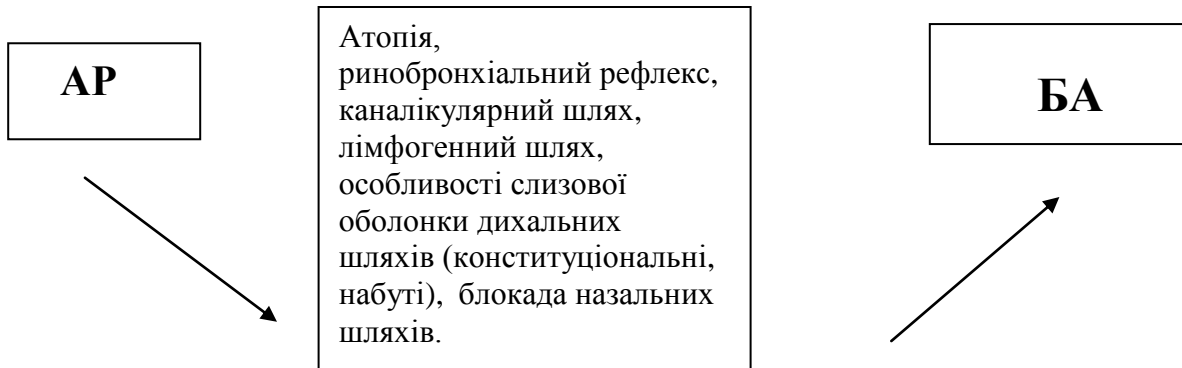 АР
Атопія,
ринобронхіальний рефлекс,
каналікулярний шлях,
лімфогенний шлях,
особливості слизової
оболонки дихальних
шляхів (конституціональні,
набуті), блокада назальних
шляхів.
БА